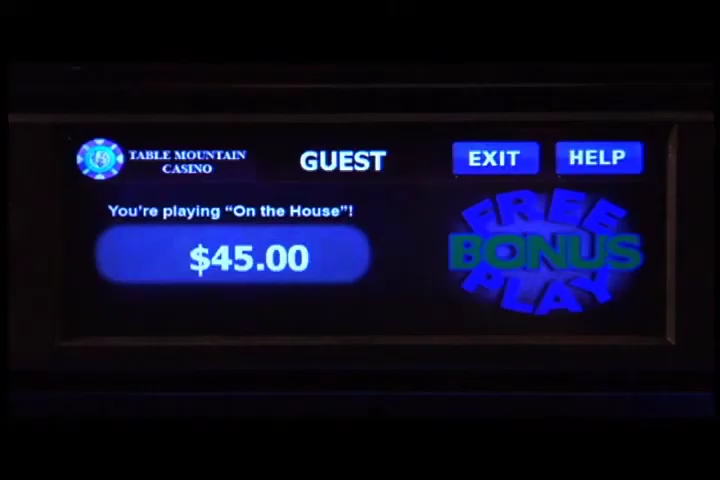 TABLE MOUNTAIN
CASINO
GUEST
EXIT
HELP
You're playing “On the House”!
$45.00
FREE
BONUS
PLAY